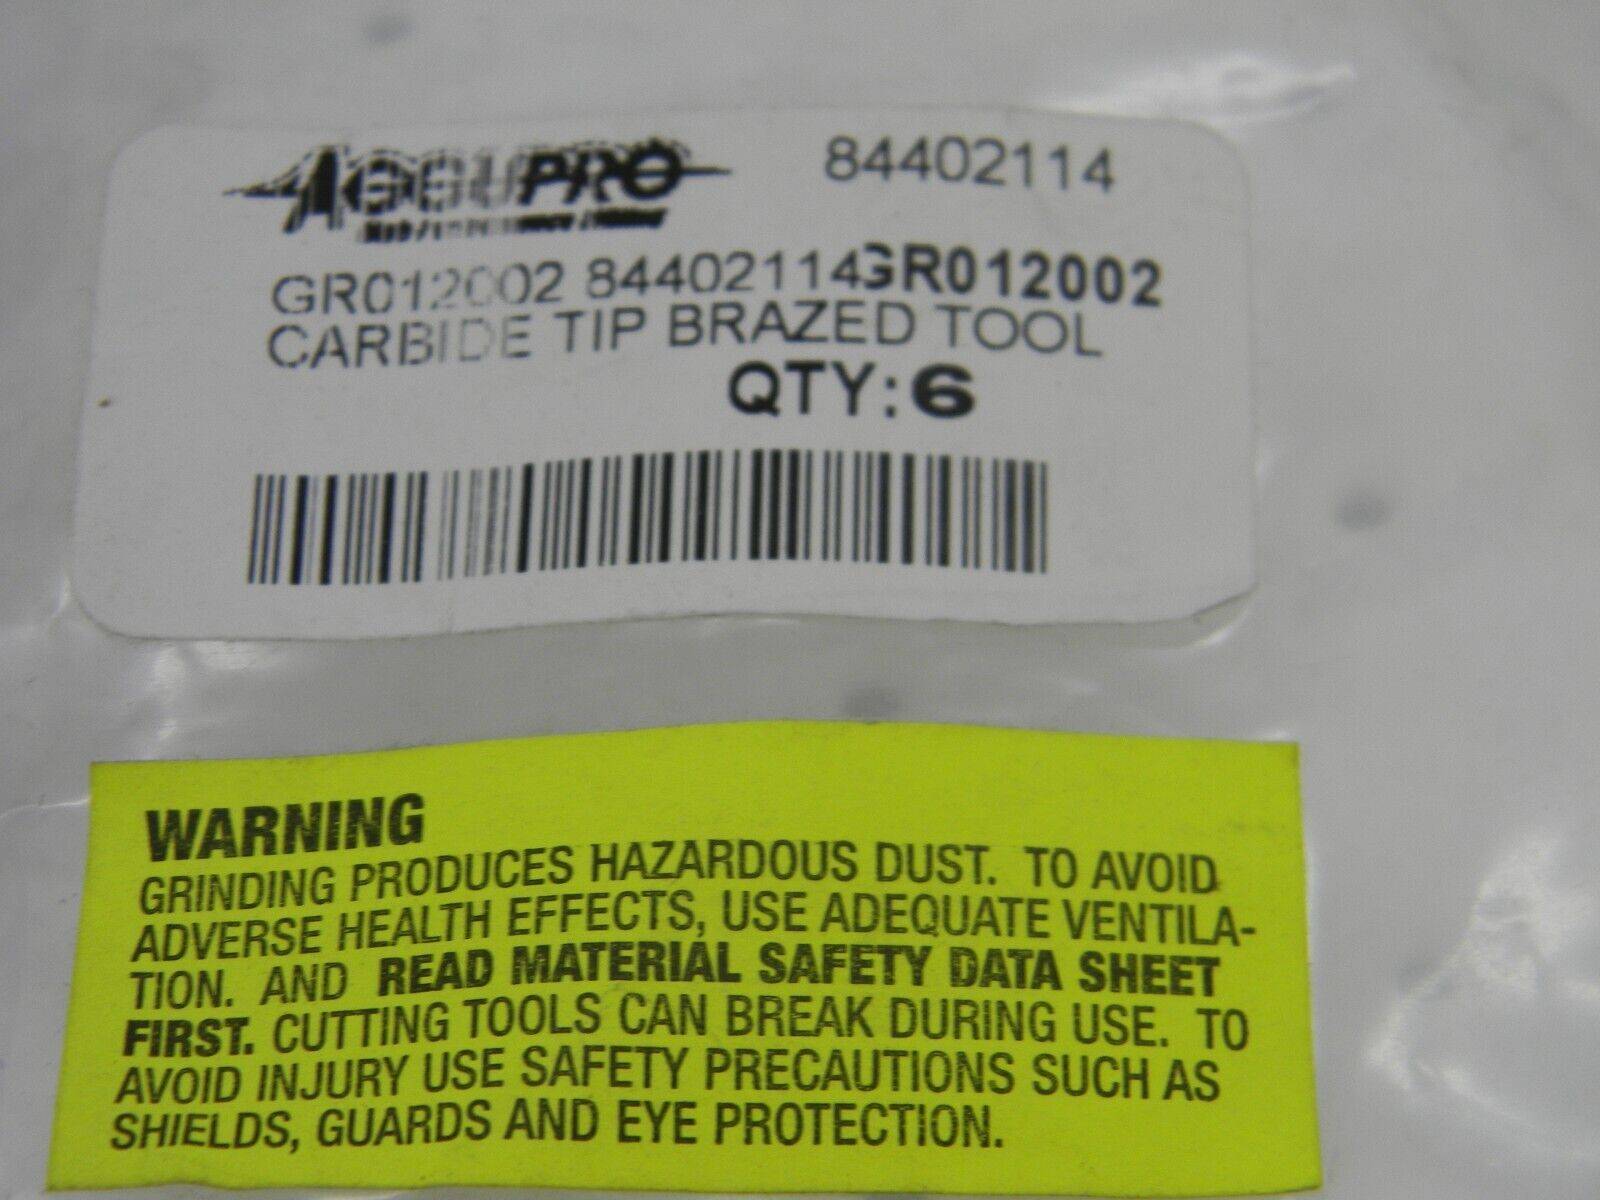 ACCUPRO 84402114
GR012002 84402114GR012002
CARBIDE TIP BRAZED TOOL
QTY:6
WARNING
GRINDING PRODUCES HAZARDOUS DUST. TO AVOID
ADVERSE HEALTH EFFECTS, USE ADEQUATE VENTILA-
TION. AND READ MATERIAL SAFETY DATA SHEET
FIRST. CUTTING TOOLS CAN BREAK DURING USE. TO
AVOID INJURY USE SAFETY PRECAUTIONS SUCH AS
SHIELDS, GUARDS AND EYE PROTECTION.